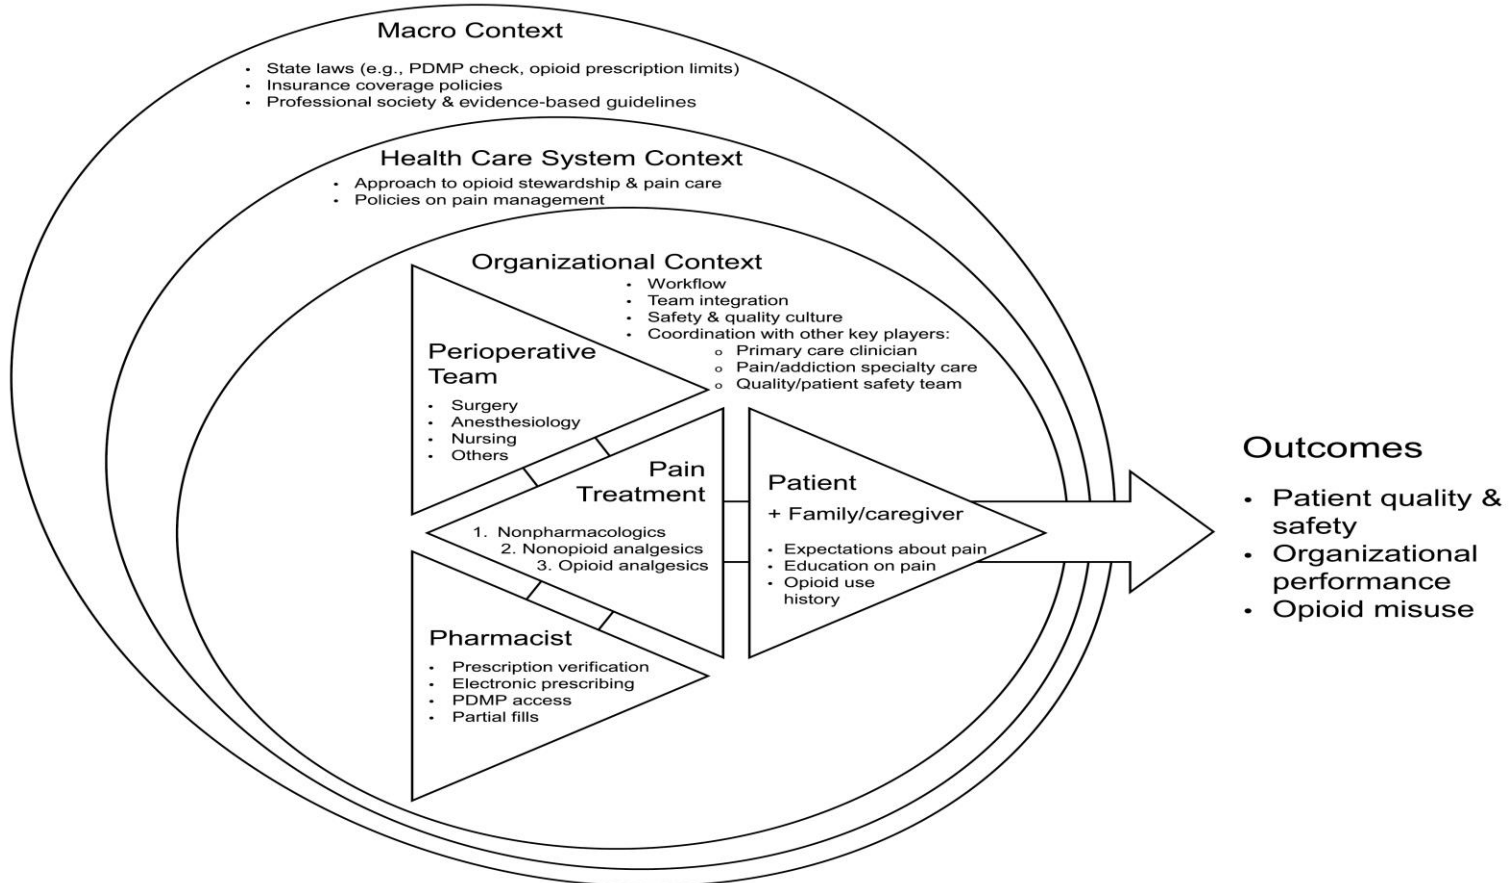 Macro Context
• State laws (e.g., PDMP check, opioid prescription limits)
• Insurance coverage policies
• Professional society & evidence-based guidelines
Health Care System Context
• Approach to opioid stewardship & pain care
• Policies on pain management
Organizational Context
• Workflow
• Team integration
• Safety & quality culture
• Coordination with other key players:
o Primary care clinician
o Pain/addiction specialty care
o Quality/patient safety team
Perioperative
Team
• Surgery
• Anesthesiology
• Nursing
• Others
Pain
Treatment
1. Nonpharmacologics
2. Nonopioid analgesics
3. Opioid analgesics
Patient
+ Family/caregiver
• Expectations about pain
• Education on pain
• Opioid use
history
Pharmacist
• Prescription verification
• Electronic prescribing
• PDMP access
• Partial fills
Outcomes
• Patient quality &
safety
• Organizational
performance
• Opioid misuse